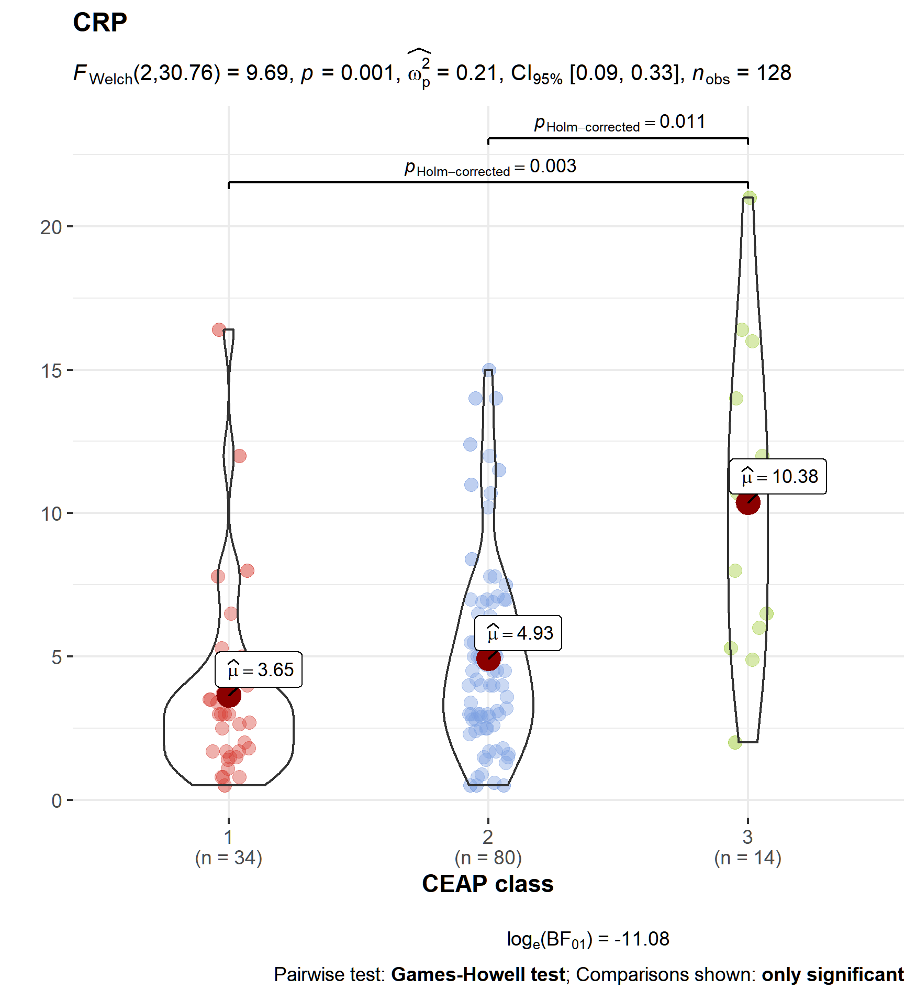 CRP
F Welch(2,30.76) = 9.69, p = 0.001, ω̂²p = 0.21, CI95% [0.09, 0.33], nobs = 128
pHolm−corrected = 0.011
pHolm−corrected = 0.003
20
15
10
5
0
μ̂ = 3.65
μ̂ = 4.93
μ̂ = 10.38
1 2 3
(n = 34) (n = 80) (n = 14)
CEAP class
loge(BF01) = -11.08
Pairwise test: Games-Howell test; Comparisons shown: only significant